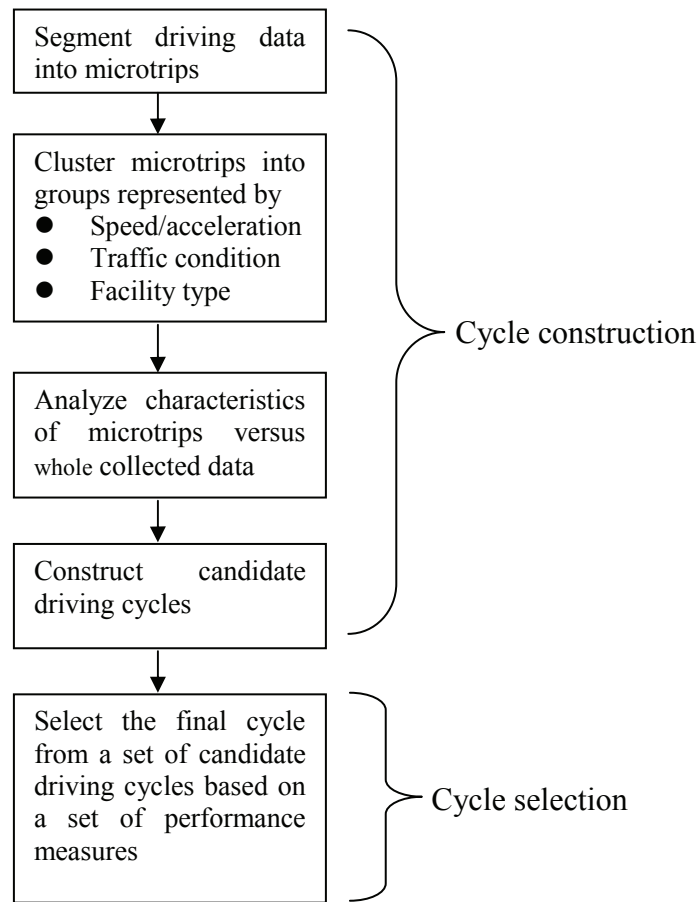 Segment driving data
into microtrips
Cluster microtrips into
groups represented by
● Speed/acceleration
● Traffic condition
● Facility type
Cycle construction
Analyze characteristics
of microtrips versus
whole collected data
Construct candidate
driving cycles
Select the final cycle
from a set of candidate
driving cycles based on
a set of performance
measures
Cycle selection